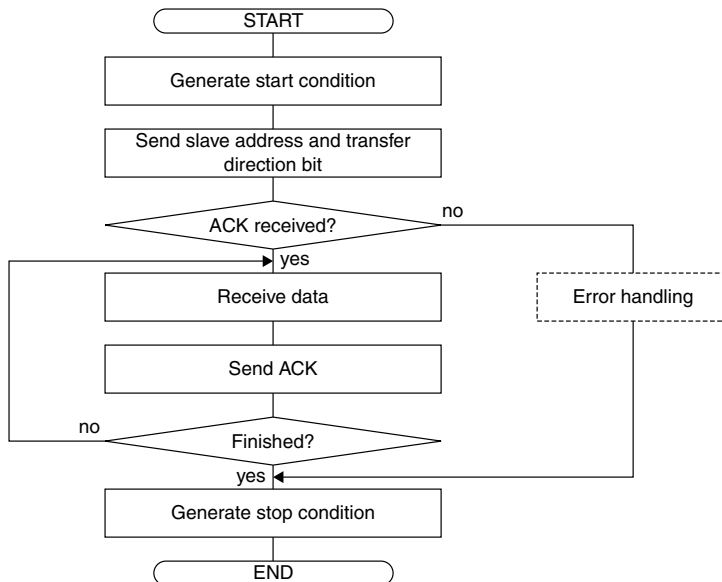 START
Generate start condition
Send slave address and transfer
direction bit
ACK received?
no
yes
Receive data
Error handling
Send ACK
no
Finished?
yes
Generate stop condition
END